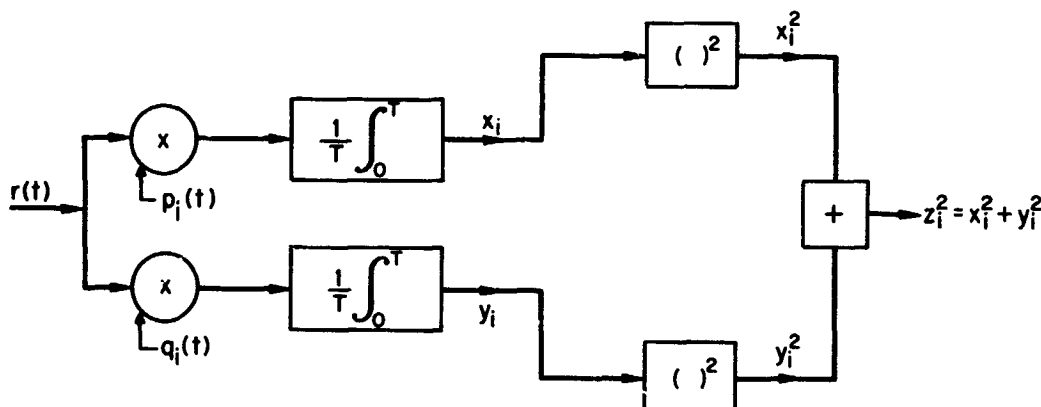 x_i^2
( )^2
x
1/T ∫_0^T
x_i
r(t)
p_i(t)
+
z_i^2 = x_i^2 + y_i^2
x
1/T ∫_0^T
y_i
q_i(t)
( )^2
y_i^2